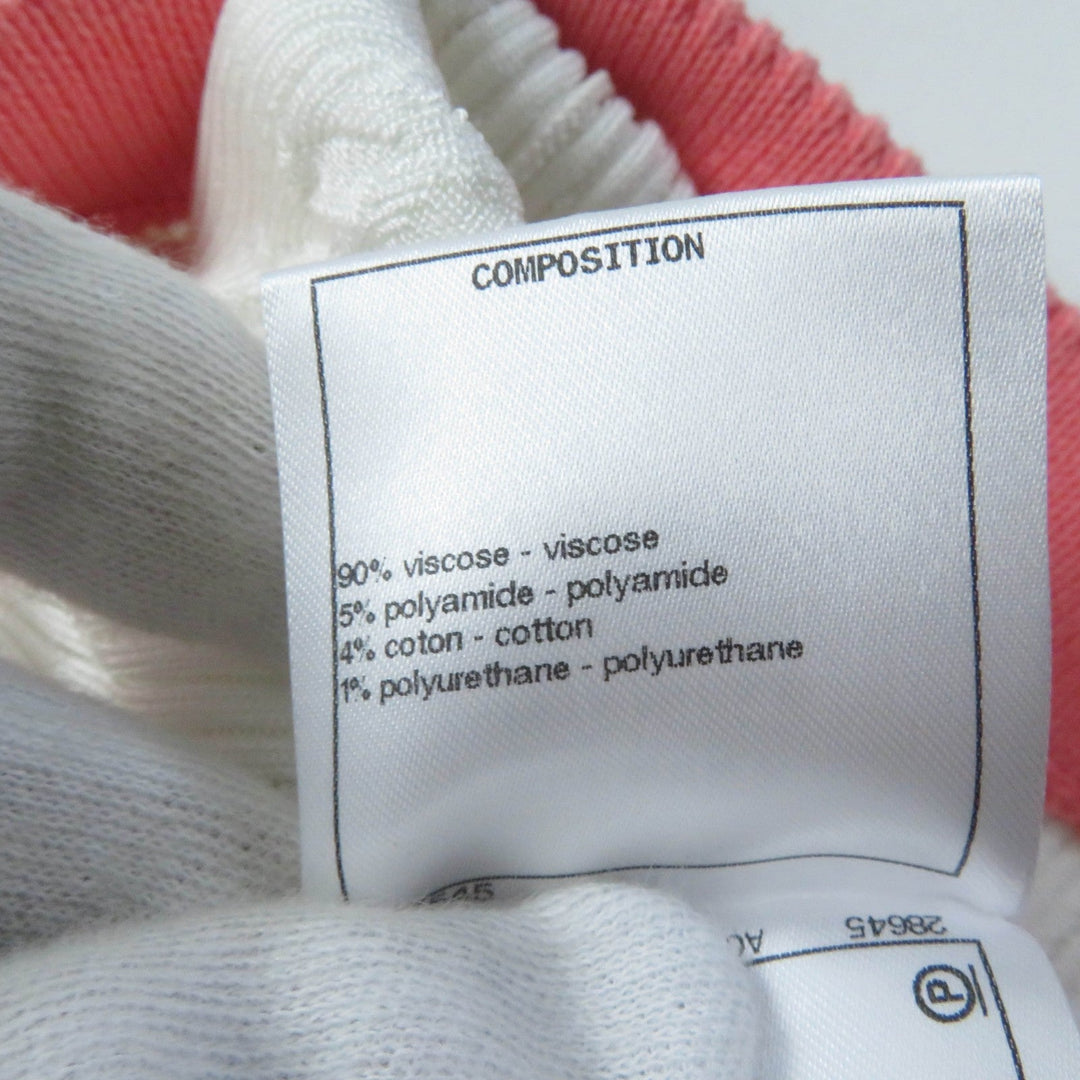 COMPOSITION
90% viscose - viscose
5% polyamide - polyamide
4% coton - cotton
1% polyurethane - polyurethane
28645
P